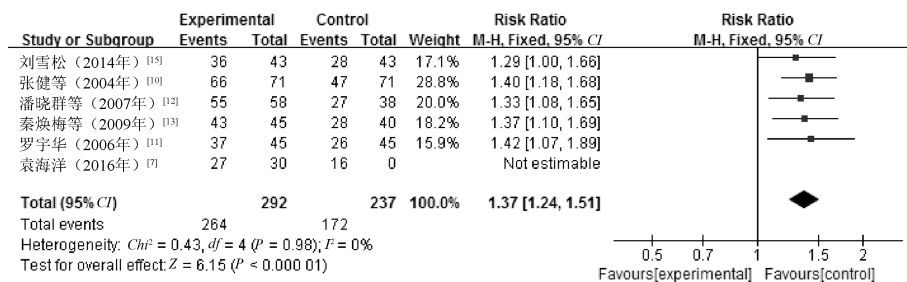 Experimental Control Risk Ratio Risk Ratio
Study or Subgroup Events Total Events Total Weight M-H, Fixed, 95% CI M-H, Fixed, 95% CI
刘雪松（2014年）[15] 36 43 28 43 17.1% 1.29 [1.00, 1.66]
张健等（2004年）[10] 66 71 47 71 28.8% 1.40 [1.18, 1.68]
潘晓群等（2007年）[12] 55 58 27 38 20.0% 1.33 [1.08, 1.65]
秦焕梅等（2009年）[13] 43 45 28 40 18.2% 1.37 [1.10, 1.69]
罗宇华（2006年）[11] 37 45 26 45 15.9% 1.42 [1.07, 1.89]
袁海洋（2016年）[7] 27 30 16 0 Not estimable
Total (95% CI) 292 237 100.0% 1.37 [1.24, 1.51]
Total events 264 172
Heterogeneity: Chi² = 0.43, df = 4 (P = 0.98); I² = 0%
Test for overall effect: Z = 6.15 (P < 0.000 01)
0.5 0.7 1 1.5 2
Favours[experimental] Favours[control]